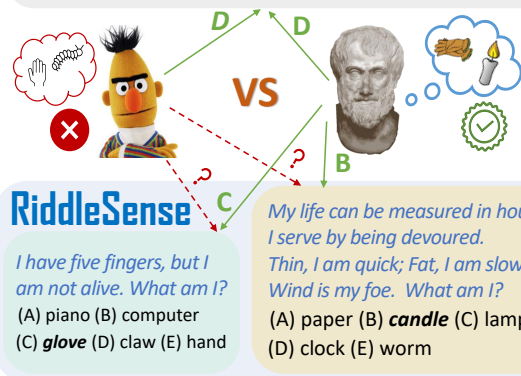 D
D
VS
?
?
B
C
RiddleSense
I have five fingers, but I
am not alive. What am I?
(A) piano (B) computer
(C) glove (D) claw (E) hand
My life can be measured in hou
I serve by being devoured.
Thin, I am quick; Fat, I am slow
Wind is my foe. What am I?
(A) paper (B) candle (C) lamp
(D) clock (E) worm